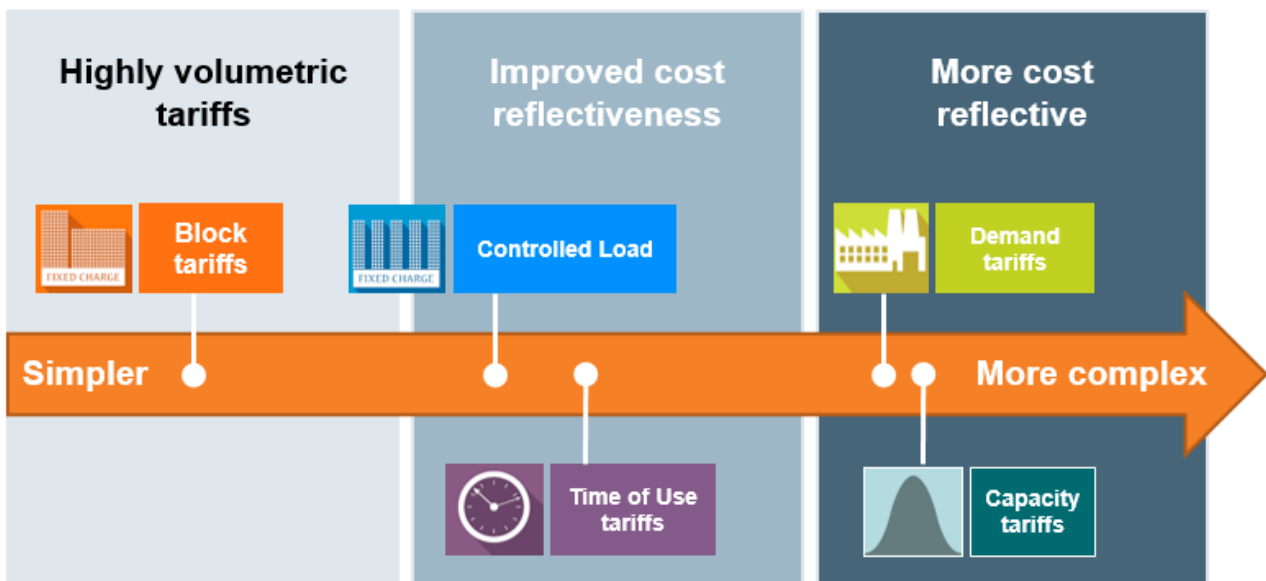 Highly volumetric
tariffs
Improved cost
reflectiveness
More cost
reflective
FIXED CHARGE
Block
tariffs
FIXED CHARGE
Controlled Load
Demand
tariffs
Simpler
More complex
Time of Use
tariffs
Capacity
tariffs